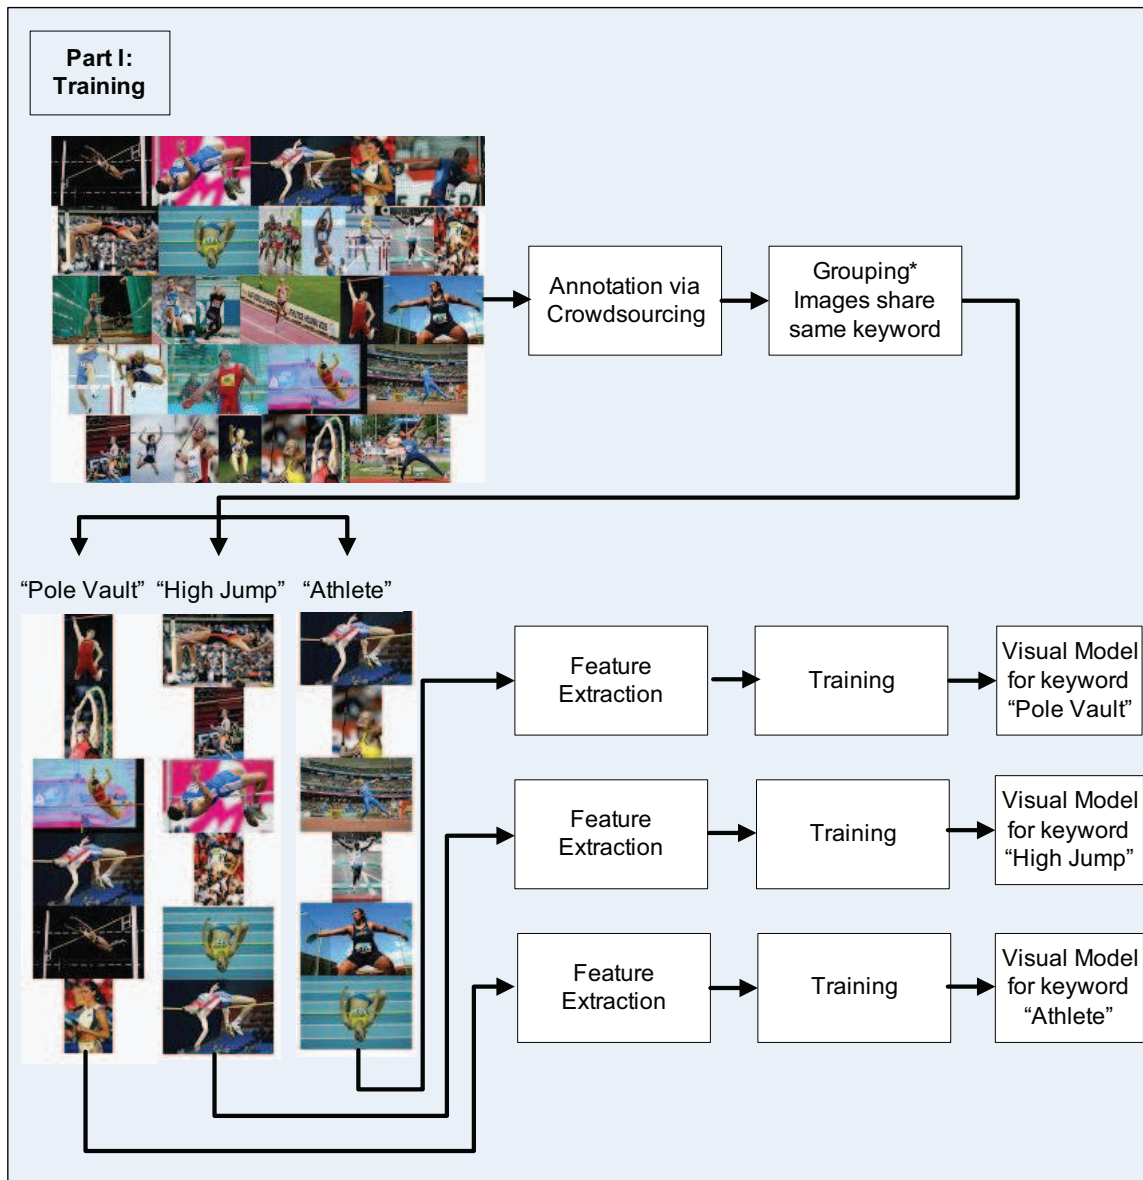 Part I:
Training
Annotation via
Crowdsourcing
Grouping*
Images share
same keyword
“Pole Vault” “High Jump” “Athlete”
Feature
Extraction
Training
Visual Model
for keyword
“Pole Vault”
Feature
Extraction
Training
Visual Model
for keyword
“High Jump”
Feature
Extraction
Training
Visual Model
for keyword
“Athlete”